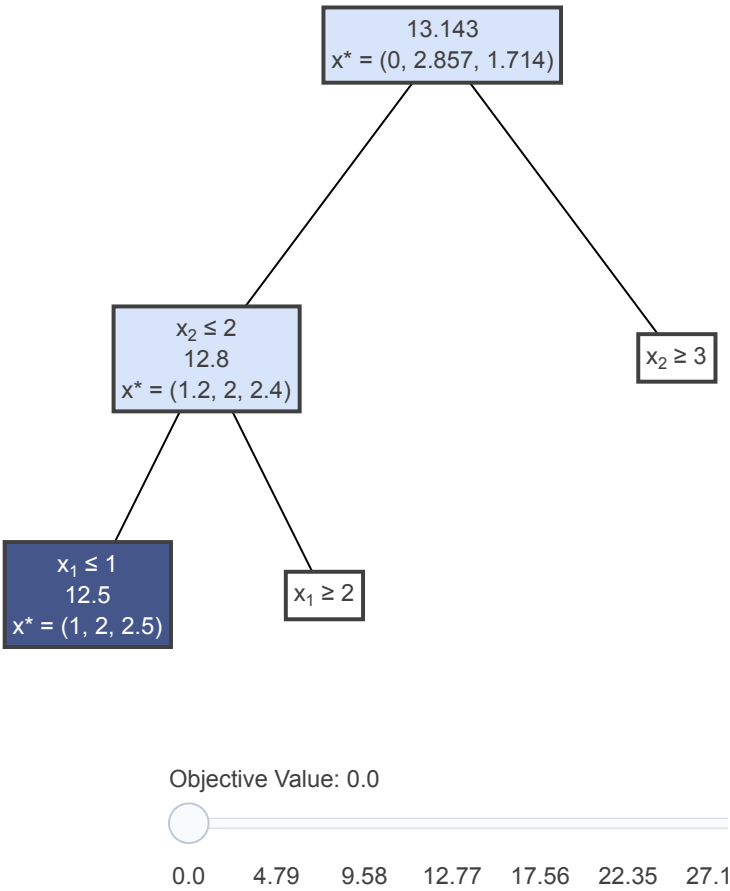 13.143
x* = (0, 2.857, 1.714)
x₂ ≤ 2
12.8
x* = (1.2, 2, 2.4)
x₂ ≥ 3
x₁ ≤ 1
12.5
x* = (1, 2, 2.5)
x₁ ≥ 2
Objective Value: 0.0
0.0 4.79 9.58 12.77 17.56 22.35 27.1